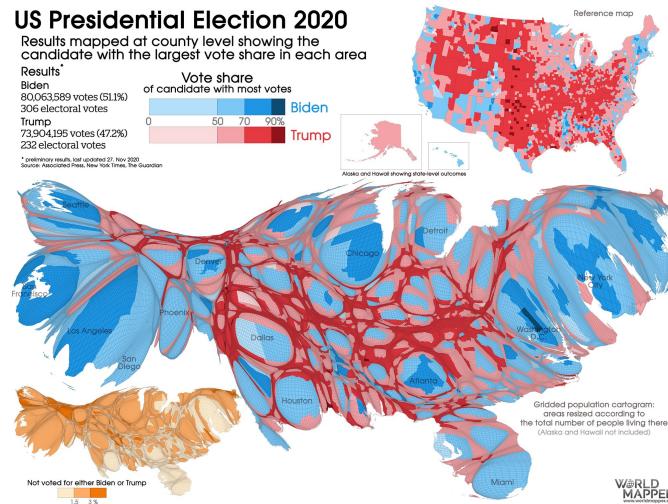 US Presidential Election 2020
Results mapped at county level showing the
candidate with the largest vote share in each area
Results*
Biden
80,063,589 votes (51.1%)
306 electoral votes
Trump
73,904,195 votes (47.2%)
232 electoral votes
* preliminary results, last updated 27. Nov 2020
Source: Associated Press, New York Times, The Guardian
Vote share
of candidate with most votes
Biden
0 50 70 90%
Trump
Reference map
Alaska and Hawaii showing state-level outcomes
Seattle
San
Francisco
Los Angeles
San
Diego
Phoenix
Denver
Dallas
Houston
Chicago
Detroit
Atlanta
Miami
Washington
D.C.
New York
City
Gridded population cartogram:
areas resized according to
the total number of people living there
(Alaska and Hawaii not included)
Not voted for either Biden or Trump
1.5 3 %
WORLD
MAPPE
www.worldmapper